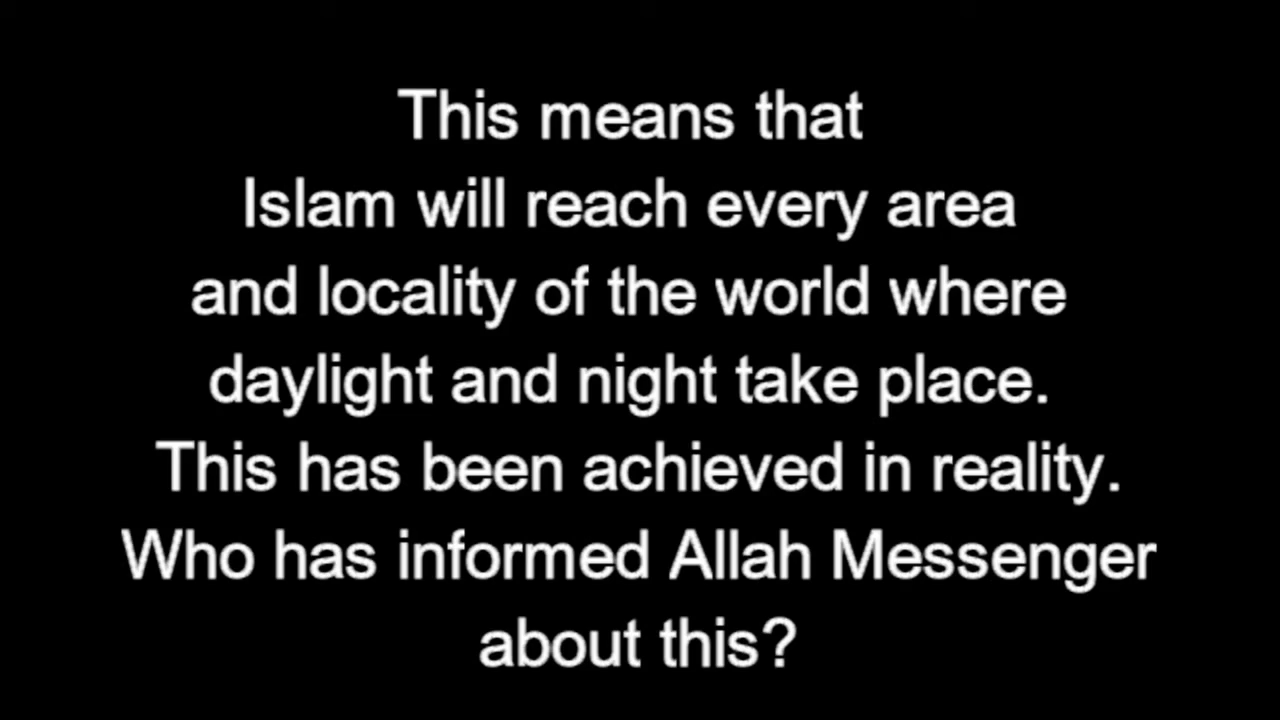 This means that
Islam will reach every area
and locality of the world where
daylight and night take place.
This has been achieved in reality.
Who has informed Allah Messenger
about this?